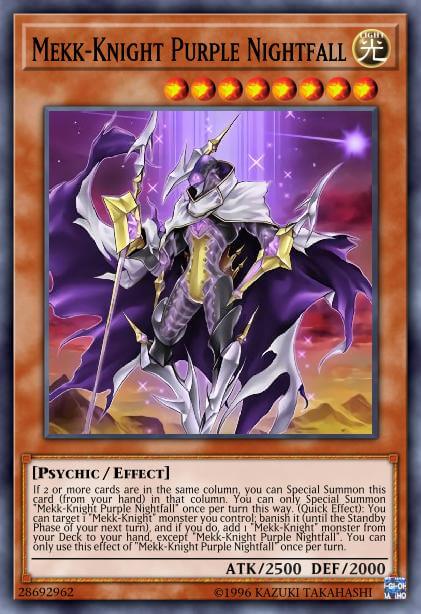 MEKK-KNIGHT PURPLE NIGHTFALL
LIGHT
光
[PSYCHIC / EFFECT]
If 2 or more cards are in the same column, you can Special Summon this
card (from your hand) in that column. You can only Special Summon
"Mekk-Knight Purple Nightfall" once per turn this way. (Quick Effect): You
can target 1 "Mekk-Knight" monster you control; banish it (until the Standby
Phase of your next turn), and if you do, add 1 "Mekk-Knight" monster from
your Deck to your hand, except "Mekk-Knight Purple Nightfall". You can
only use this effect of "Mekk-Knight Purple Nightfall" once per turn.
ATK/2500 DEF/2000
28692962
©1996 KAZUKI TAKAHASHI